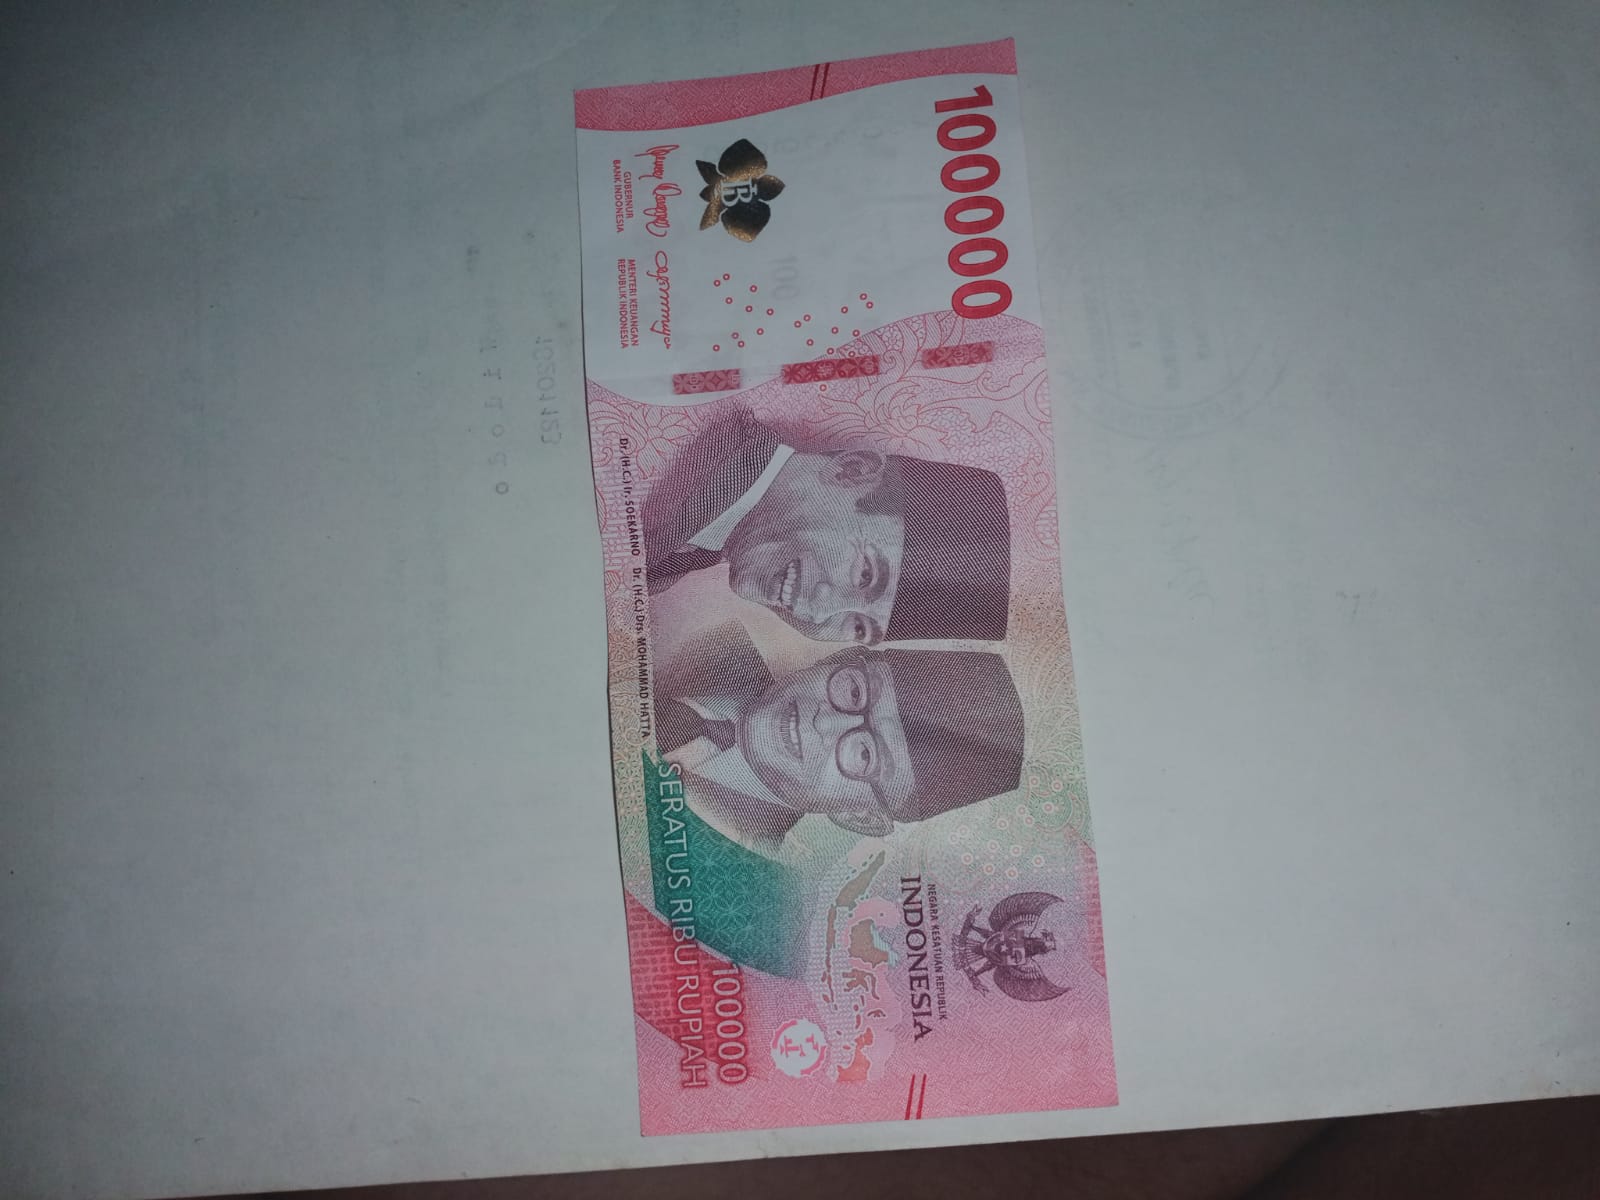 100000
GUBERNUR
BANK INDONESIA
MENTERI KEUANGAN
REPUBLIK INDONESIA
Dr. (H.C.) Ir. SOEKARNO Dr. (H.C.) Drs. MOHAMMAD HATTA
NEGARA KESATUAN REPUBLIK
INDONESIA
100000
SERATUS RIBU RUPIAH
100